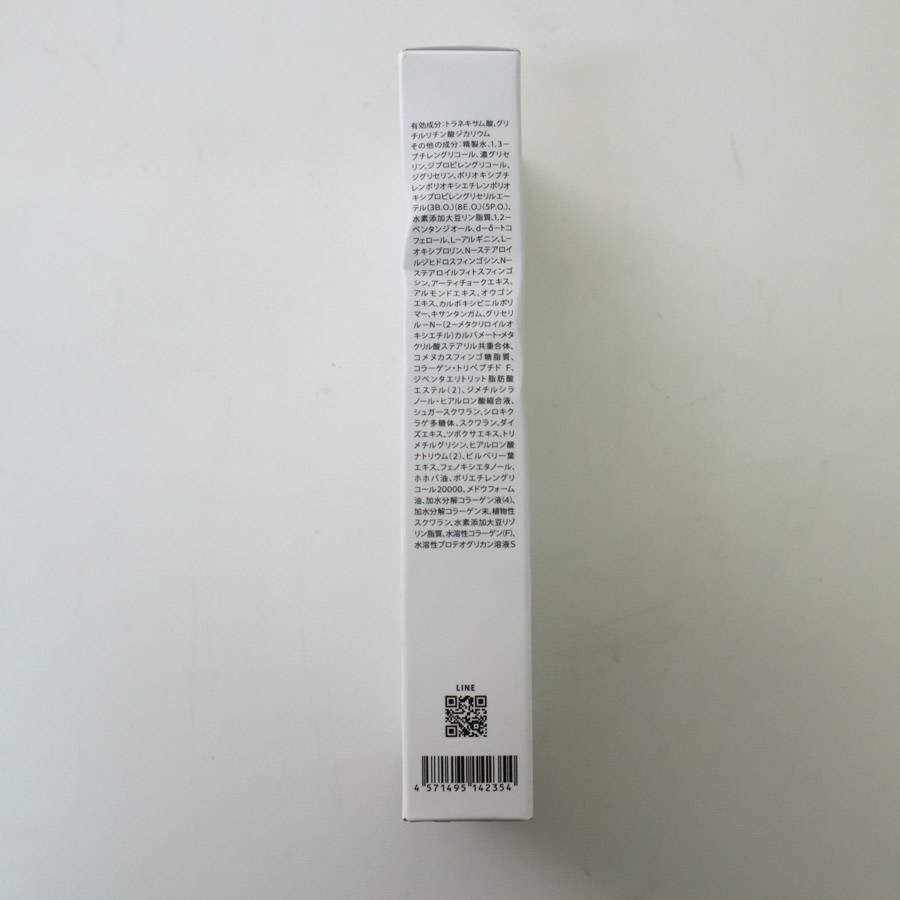 有効成分:トラネキサム酸、グリ
チルリチン酸ジカリウム
その他の成分:精製水、1,3-
ブチレングリコール、濃グリセ
リン、ジプロピレングリコール、
ジグリセリン、ポリオキシブチ
レンポリオキシエチレンポリオ
キシプロピレングリセリルエー
テル(3B.O.)(8E.O.)(5P.O.)、
水素添加大豆リン脂質、1,2-
ペンタンジオール、d-δ-トコ
フェロール、L-アルギニン、L-
オキシプロリン、N-ステアロイ
ルジヒドロスフィンゴシン、N-
ステアロイルフィトスフィンゴ
シン、アーティチョークエキス、
アルモンドエキス、オウゴン
エキス、カルボキシビニルポリ
マー、キサンタンガム、グリセリ
ル-N-(2-メタクリロイルオ
キシエチル)カルバメート・メタ
クリル酸ステアリル共重合体、
コメヌカスフィンゴ糖脂質、
コラーゲン・トリペプチド F、
ジペンタエリトリット脂肪酸
エステル(2)、ジメチルシラ
ノール・ヒアルロン酸縮合液、
シュガースクワラン、シロキク
ラゲ多糖体、スクワラン、ダイ
ズエキス、ツボクサエキス、トリ
メチルグリシン、ヒアルロン酸
ナトリウム(2)、ビルベリー葉
エキス、フェノキシエタノール、
ホホバ油、ポリエチレングリ
コール20000、メドウフォーム
油、加水分解コラーゲン液(4)、
加水分解コラーゲン末、植物性
スクワラン、水素添加大豆リゾ
リン脂質、水溶性コラーゲン(F)、
水溶性プロテオグリカン溶液S
LINE
4 571495 142354